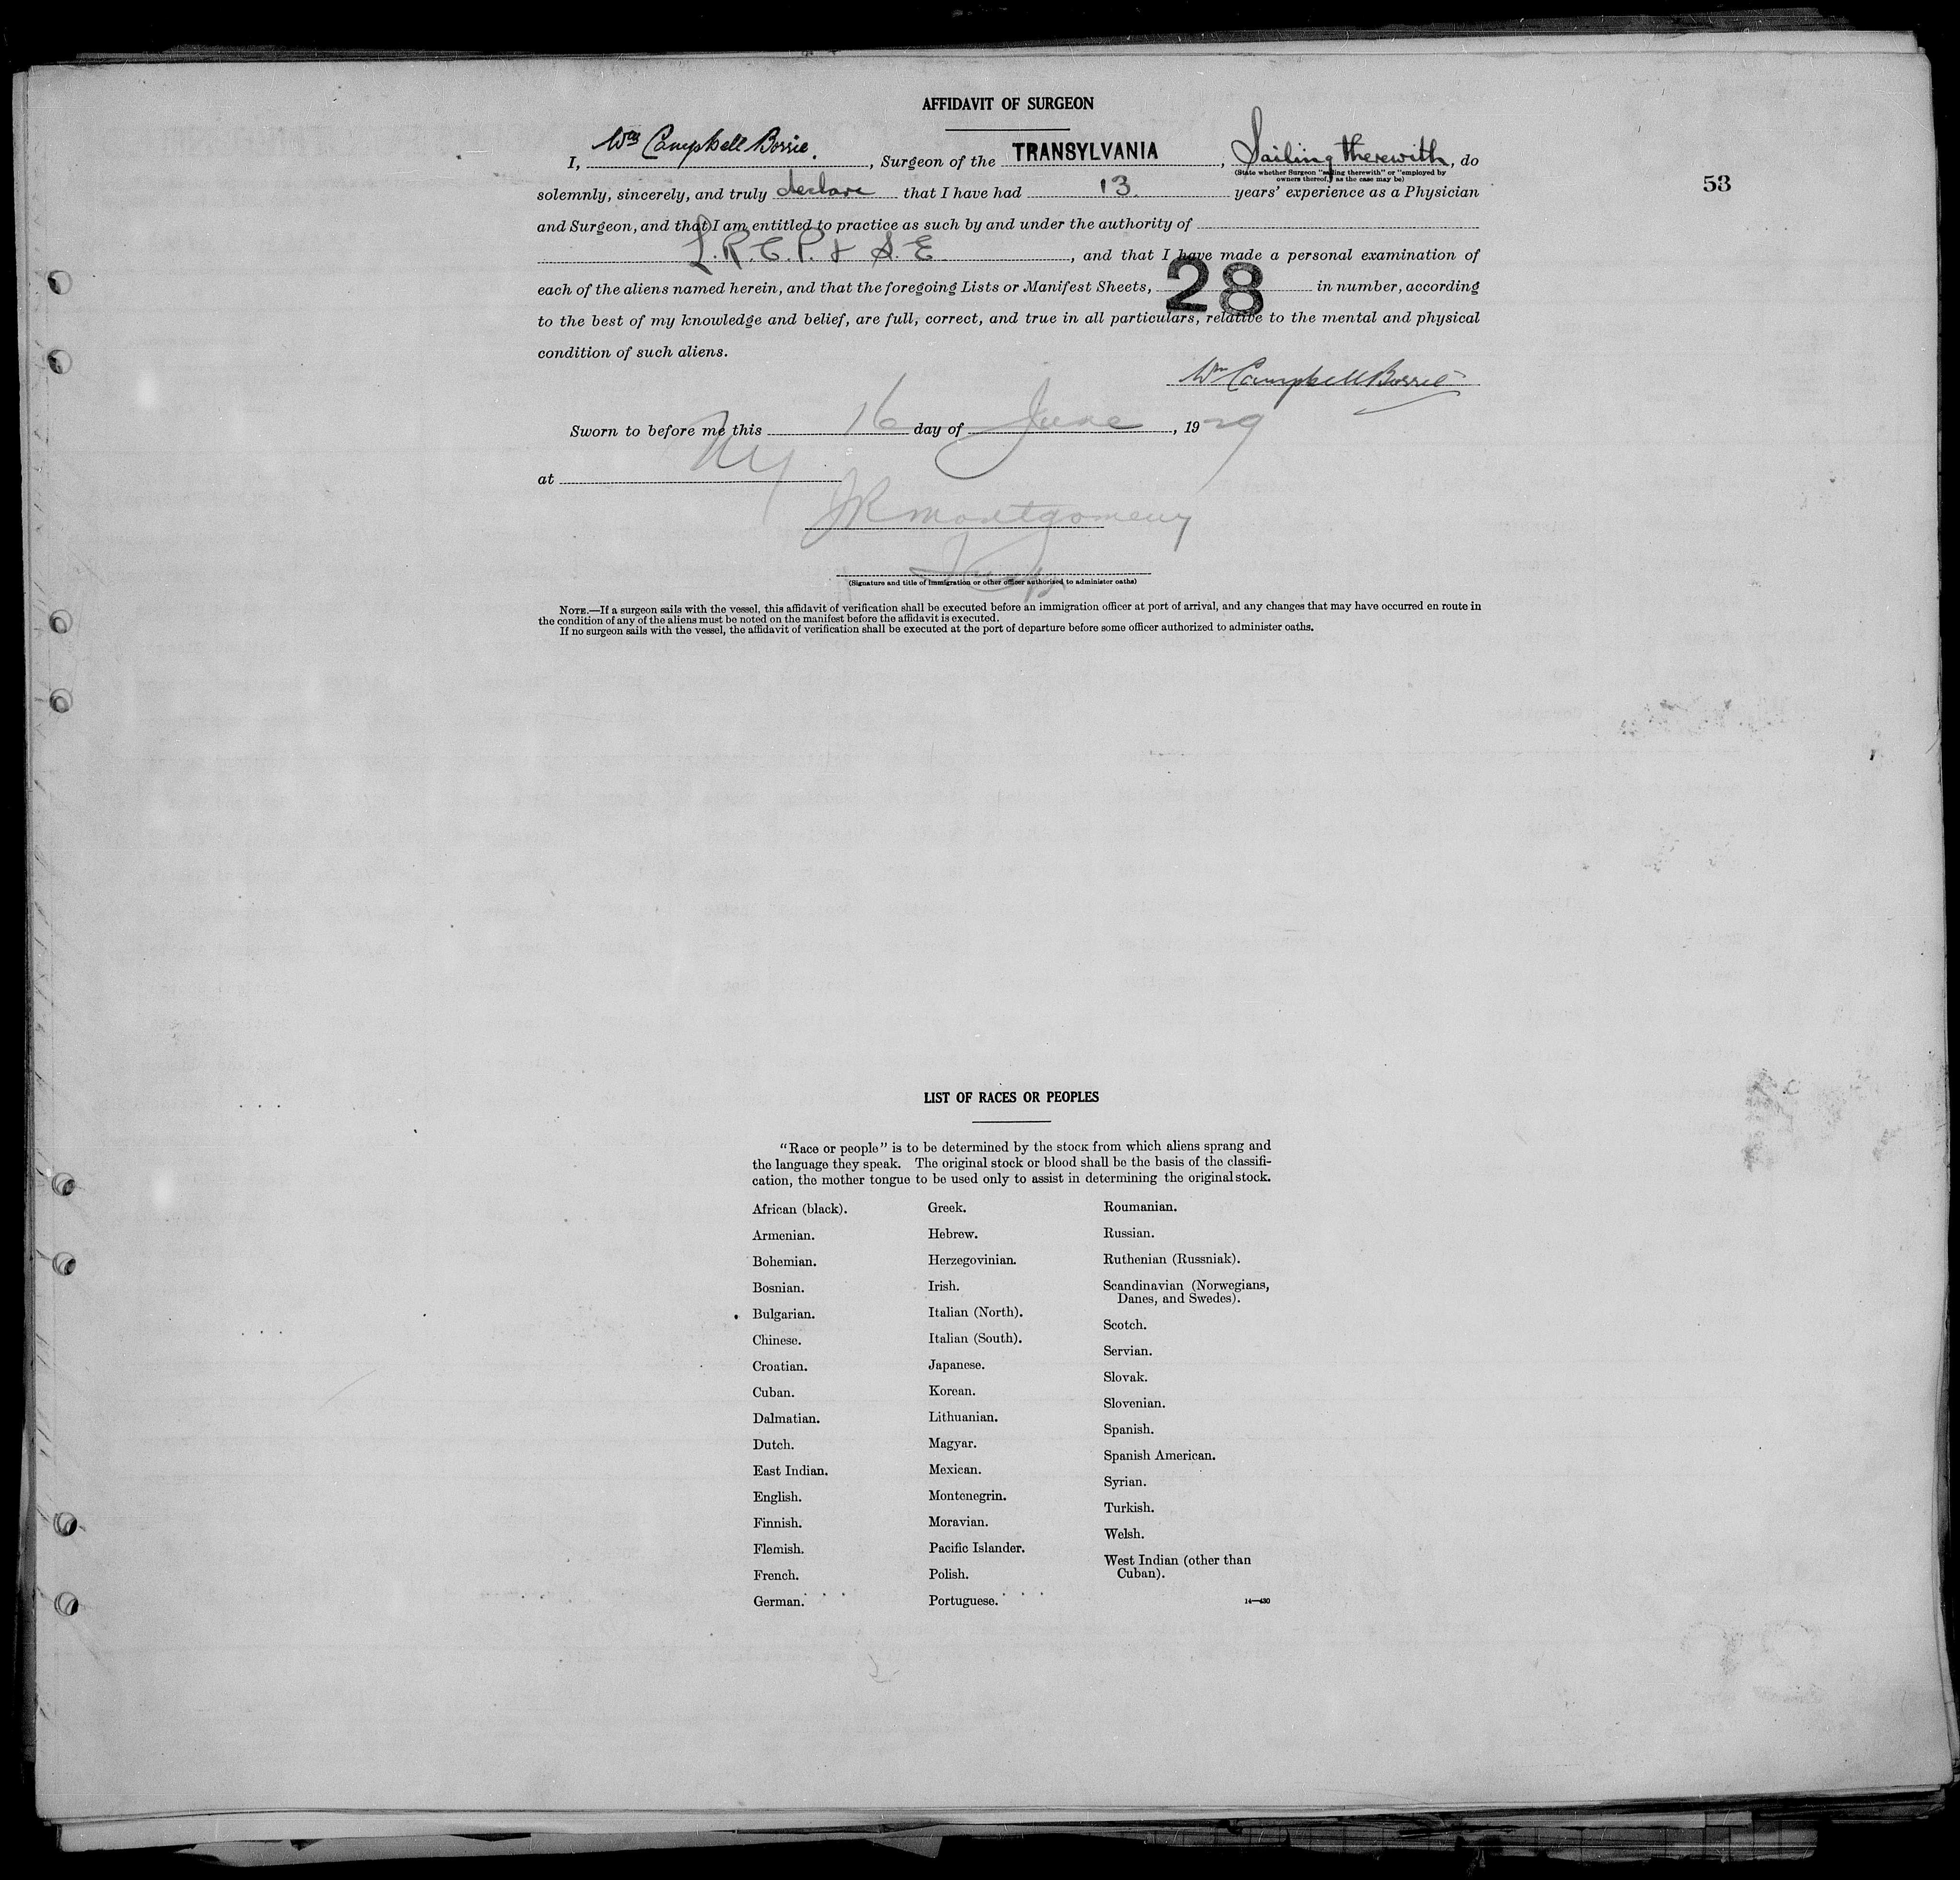 AFFIDAVIT OF SURGEON
I, Wm Campbell Borrie., Surgeon of the TRANSYLVANIA, Sailing therewith, do
(State whether Surgeon "sailing therewith" or "employed by
owners thereof," as the case may be)
53
solemnly, sincerely, and truly declare that I have had 13 years' experience as a Physician
and Surgeon, and that I am entitled to practice as such by and under the authority of
L.R.C.P. & S.E, and that I have made a personal examination of
each of the aliens named herein, and that the foregoing Lists or Manifest Sheets, 28 in number, according
to the best of my knowledge and belief, are full, correct, and true in all particulars, relative to the mental and physical
condition of such aliens.
Wm Campbell Borrie
Sworn to before me this 16 day of June, 1929
at NY
JR Montgomery
(Signature and title of immigration or other officer authorized to administer oaths)
NOTE.—If a surgeon sails with the vessel, this affidavit of verification shall be executed before an immigration officer at port of arrival, and any changes that may have occurred en route in
the condition of any of the aliens must be noted on the manifest before the affidavit is executed.
If no surgeon sails with the vessel, the affidavit of verification shall be executed at the port of departure before some officer authorized to administer oaths.
LIST OF RACES OR PEOPLES
"Race or people" is to be determined by the stock from which aliens sprang and
the language they speak. The original stock or blood shall be the basis of the classifi-
cation, the mother tongue to be used only to assist in determining the original stock.
African (black).
Armenian.
Bohemian.
Bosnian.
Bulgarian.
Chinese.
Croatian.
Cuban.
Dalmatian.
Dutch.
East Indian.
English.
Finnish.
Flemish.
French.
German.
Greek.
Hebrew.
Herzegovinian.
Irish.
Italian (North).
Italian (South).
Japanese.
Korean.
Lithuanian.
Magyar.
Mexican.
Montenegrin.
Moravian.
Pacific Islander.
Polish.
Portuguese.
Roumanian.
Russian.
Ruthenian (Russniak).
Scandinavian (Norwegians,
Danes, and Swedes).
Scotch.
Servian.
Slovak.
Slovenian.
Spanish.
Spanish American.
Syrian.
Turkish.
Welsh.
West Indian (other than
Cuban).
14—430